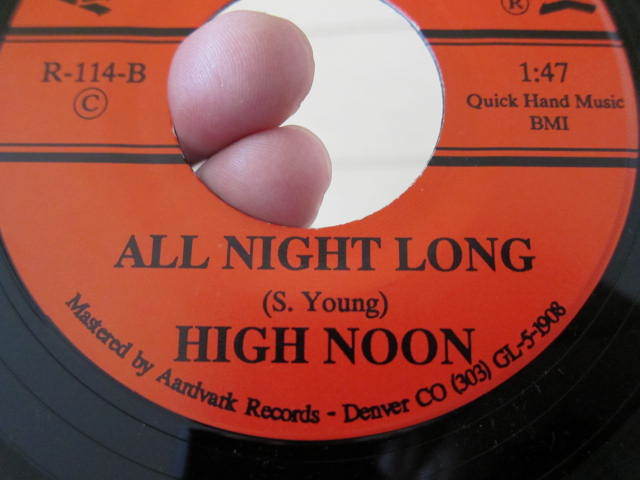 ®
R-114-B
©
1:47
Quick Hand Music
BMI
ALL NIGHT LONG
(S. Young)
HIGH NOON
Mastered by Aardvark Records - Denver CO (303) GL-5-1908